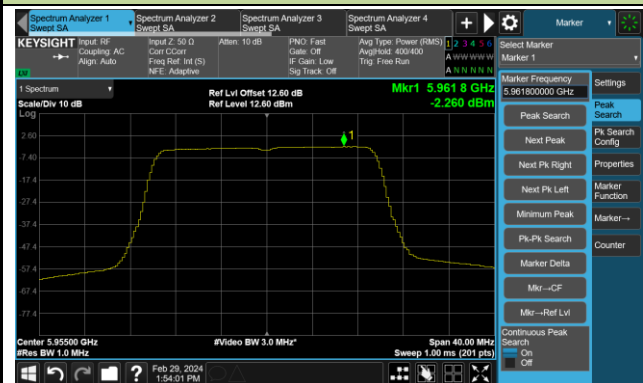 Spectrum Analyzer 1
Swept SA
Spectrum Analyzer 2
Swept SA
Spectrum Analyzer 3
Swept SA
Spectrum Analyzer 4
Swept SA
Marker
KEYSIGHT
Input: RF
Coupling: AC
Align: Auto
Input Z: 50 Ω
Corr CCorr
Freq Ref: Int (S)
NFE: Adaptive
Atten: 10 dB
PNO: Fast
Gate: Off
IF Gain: Low
Sig Track: Off
Avg Type: Power (RMS)
Avg|Hold: 400/400
Trig: Free Run
1 2 3 4 5 6
A W W W W W
A N N N N N
LXI
Select Marker
Marker 1
1 Spectrum
Scale/Div 10 dB
Log
Ref Lvl Offset 12.60 dB
Ref Level 12.60 dBm
Mkr1 5.961 8 GHz
-2.260 dBm
2.60
-7.40
-17.4
-27.4
-37.4
-47.4
-57.4
-67.4
-77.4
1
Center 5.95500 GHz
#Res BW 1.0 MHz
#Video BW 3.0 MHz*
Span 40.00 MHz
Sweep 1.00 ms (201 pts)
Marker Frequency
5.961800000 GHz
Peak Search
Next Peak
Next Pk Right
Next Pk Left
Minimum Peak
Pk-Pk Search
Marker Delta
Mkr→CF
Mkr→Ref Lvl
Continuous Peak
Search
On
Off
Settings
Peak
Search
Pk Search
Config
Properties
Marker
Function
Marker→
Counter
?
Feb 29, 2024
1:54:01 PM